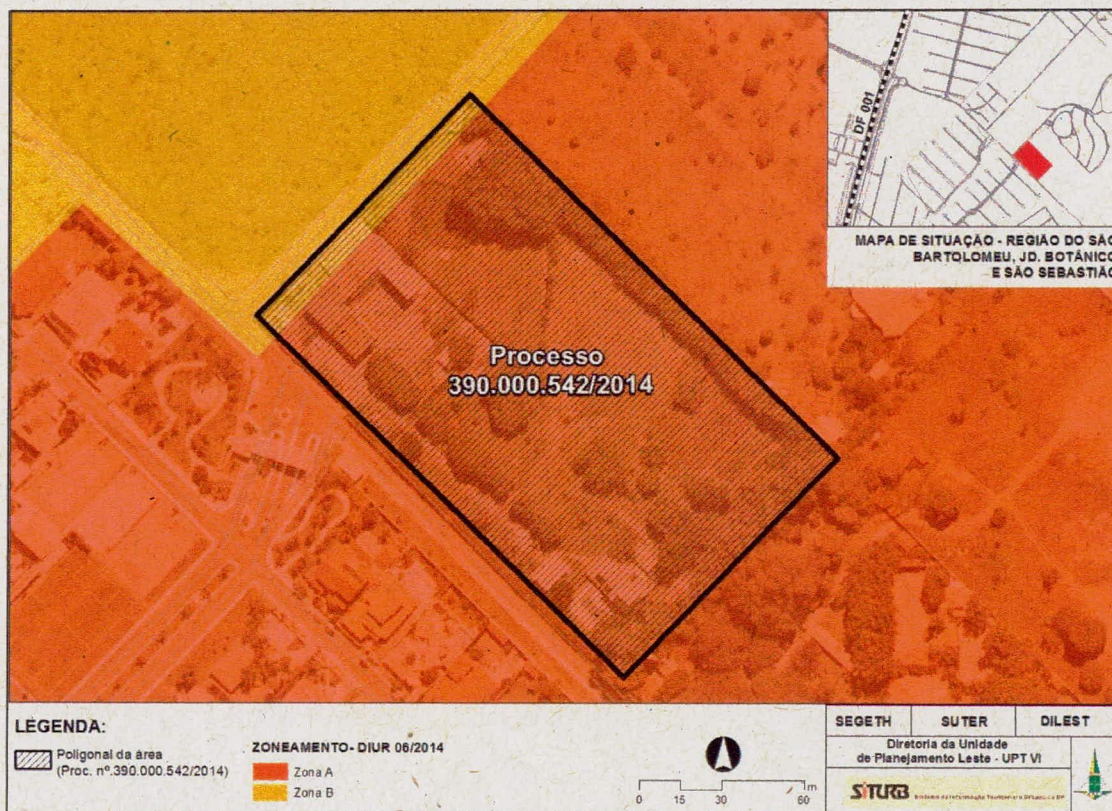 DF 001
MAPA DE SITUAÇÃO - REGIÃO DO SÃO
BARTOLOMEU, JD. BOTÂNICO
E SÃO SEBASTIÃO
Processo
390.000.542/2014
LEGENDA:
Poligonal da área
(Proc. nº.390.000.542/2014)
ZONEAMENTO- DIUR 06/2014
Zona A
Zona B
0 15 30 60 m
SEGETH SUTER DILEST
Diretoria da Unidade
de Planejamento Leste - UPT VI
SITURB